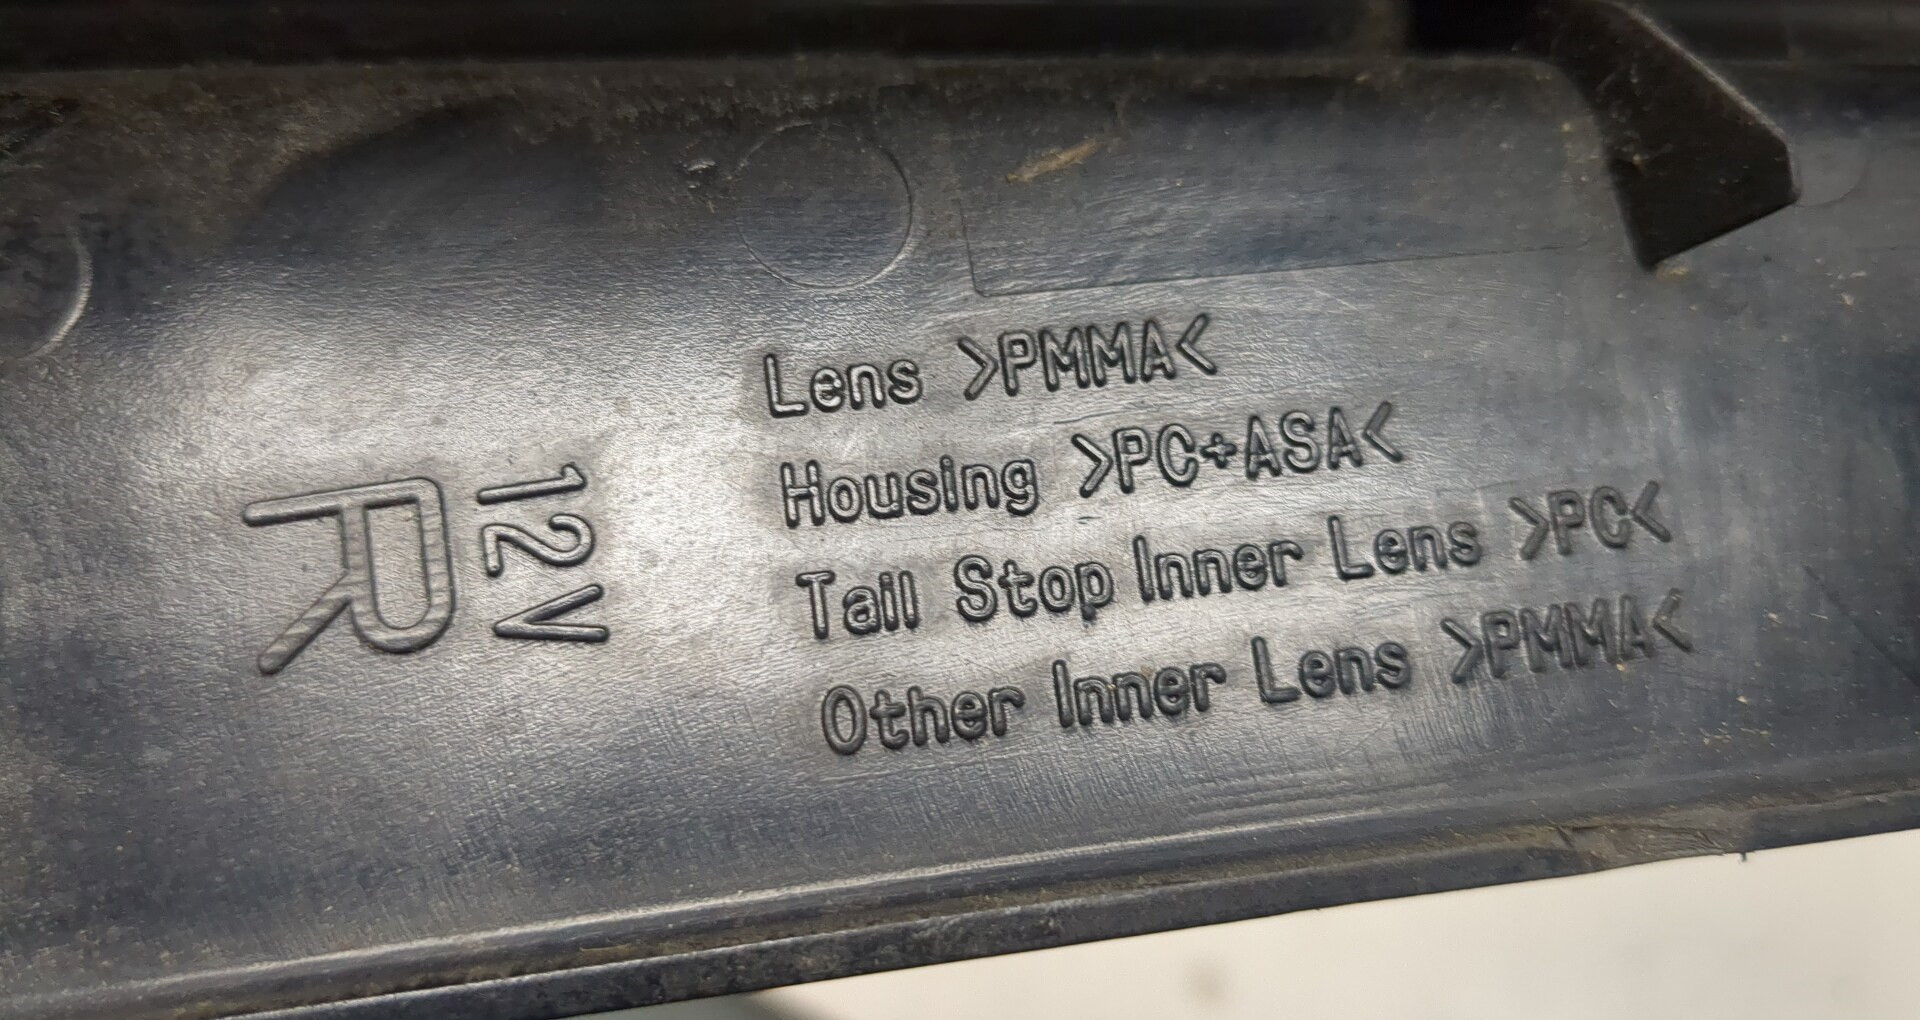 Lens >PMMA<
Housing >PC+ASA<
Tail Stop Inner Lens >PC<
Other Inner Lens >PMMA<
12V
R